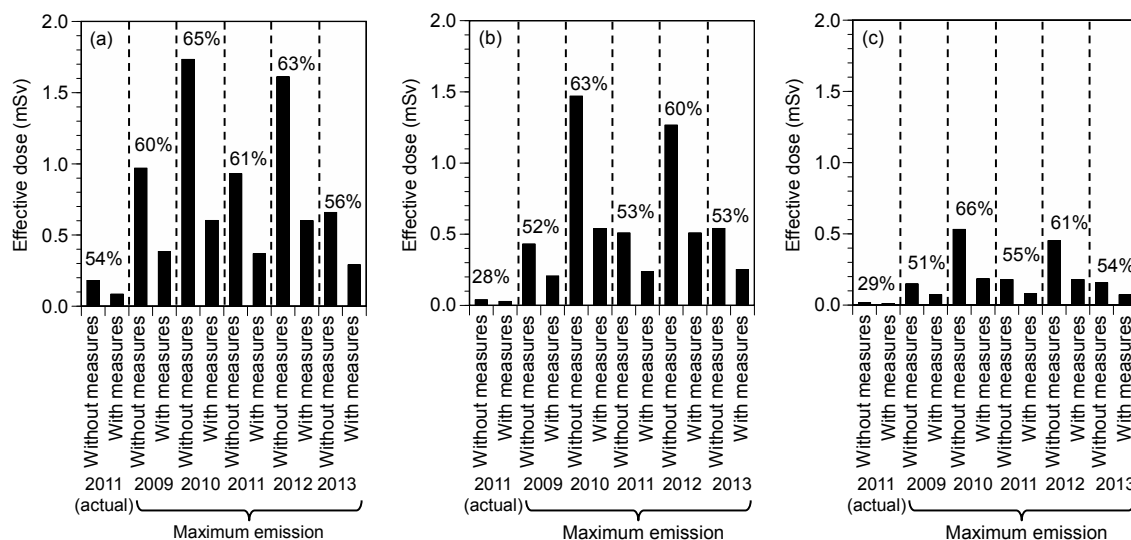 (a)
Effective dose (mSv)
2.0
1.5
1.0
0.5
0.0
54%
60%
65%
61%
63%
56%
Without measures
With measures
Without measures
With measures
Without measures
With measures
Without measures
With measures
Without measures
With measures
Without measures
With measures
2011 2009 2010 2011 2012 2013
(actual)
Maximum emission
(b)
Effective dose (mSv)
2.0
1.5
1.0
0.5
0.0
28%
52%
63%
53%
60%
53%
Without measures
With measures
Without measures
With measures
Without measures
With measures
Without measures
With measures
Without measures
With measures
Without measures
With measures
2011 2009 2010 2011 2012 2013
(actual)
Maximum emission
(c)
Effective dose (mSv)
2.0
1.5
1.0
0.5
0.0
29%
51%
66%
55%
61%
54%
Without measures
With measures
Without measures
With measures
Without measures
With measures
Without measures
With measures
Without measures
With measures
Without measures
With measures
2011 2009 2010 2011 2012 2013
(actual)
Maximum emission